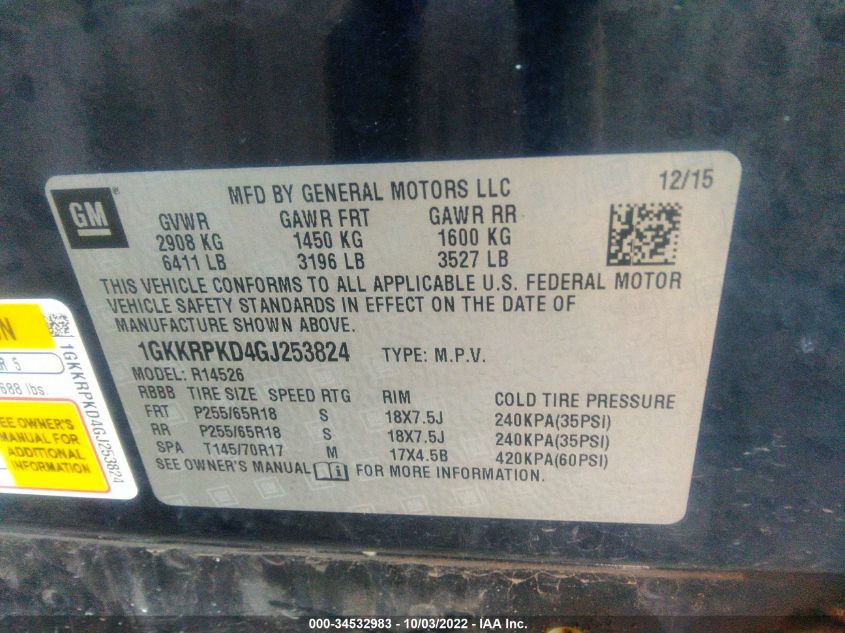 GM ®
MFD BY GENERAL MOTORS LLC 12/15
GVWR GAWR FRT GAWR RR
2908 KG 1450 KG 1600 KG
6411 LB 3196 LB 3527 LB
THIS VEHICLE CONFORMS TO ALL APPLICABLE U.S. FEDERAL MOTOR
VEHICLE SAFETY STANDARDS IN EFFECT ON THE DATE OF
MANUFACTURE SHOWN ABOVE.
1GKKRPKD4GJ253824 TYPE: M.P.V.
MODEL: R14526
RBBB TIRE SIZE SPEED RTG RIM COLD TIRE PRESSURE
FRT P255/65R18 S 18X7.5J 240KPA(35PSI)
RR P255/65R18 S 18X7.5J 240KPA(35PSI)
SPA T145/70R17 M 17X4.5B 420KPA(60PSI)
SEE OWNER'S MANUAL FOR MORE INFORMATION.
ON
R 5
688 lbs.
SEE OWNER'S
MANUAL FOR
ADDITIONAL
INFORMATION
1GKKRPKD4GJ253824
000-34532983 - 10/03/2022 - IAA Inc.